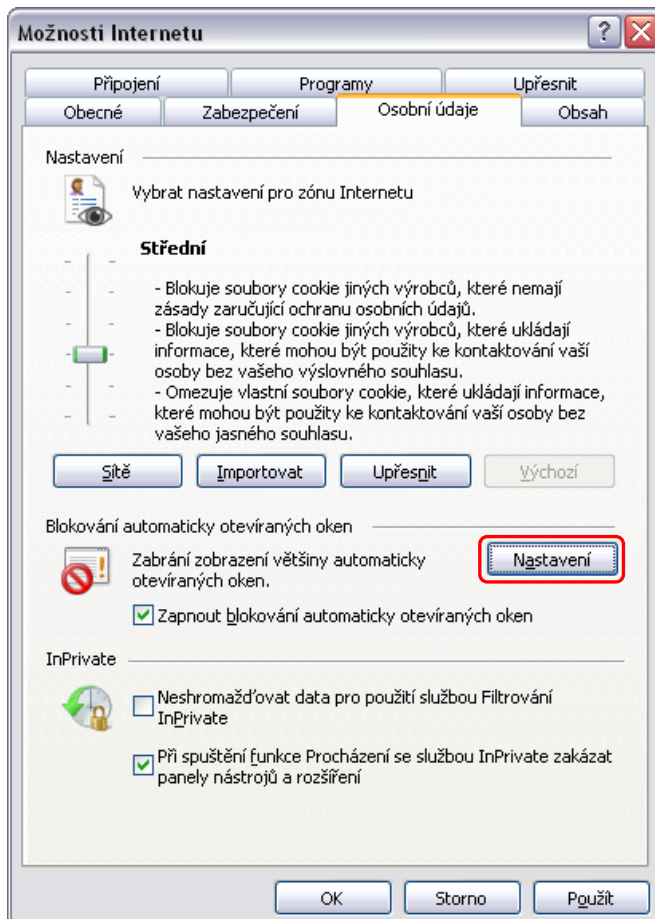 Možnosti Internetu
Připojení
Programy
Upřesnit
Obecné
Zabezpečení
Osobní údaje
Obsah
Nastavení
Vybrat nastavení pro zónu Internetu
Střední
- Blokuje soubory cookie jiných výrobců, které nemají
zásady zaručující ochranu osobních údajů.
- Blokuje soubory cookie jiných výrobců, které ukládají
informace, které mohou být použity ke kontaktování vaší
osoby bez vašeho výslovného souhlasu.
- Omezuje vlastní soubory cookie, které ukládají informace,
které mohou být použity ke kontaktování vaší osoby bez
vašeho jasného souhlasu.
Sítě
Importovat
Upřesnit
Výchozí
Blokování automaticky otevíraných oken
Zabrání zobrazení většiny automaticky
otevíraných oken.
Nastavení
Zapnout blokování automaticky otevíraných oken
InPrivate
Neshromažďovat data pro použití službou Filtrování
InPrivate
Při spuštění funkce Procházení se službou InPrivate zakázat
panely nástrojů a rozšíření
OK
Storno
Použít